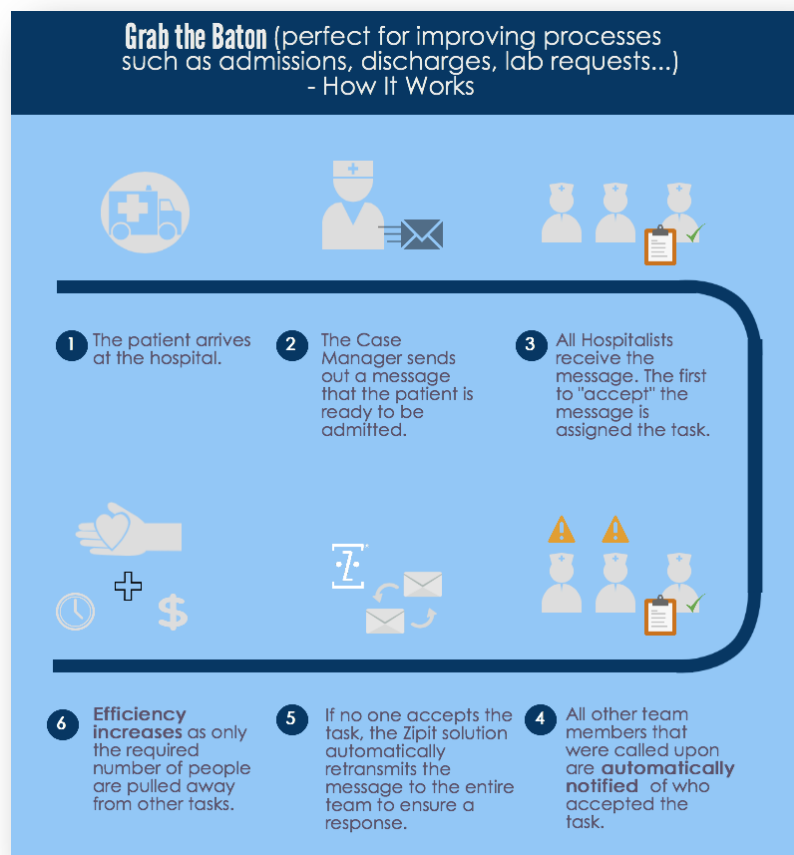 Grab the Baton (perfect for improving processes
such as admissions, discharges, lab requests...)
- How It Works
1 The patient arrives
at the hospital.
2 The Case
Manager sends
out a message
that the patient is
ready to be
admitted.
3 All Hospitalists
receive the
message. The first
to "accept" the
message is
assigned the task.
4 All other team
members that
were called upon
are automatically
notified of who
accepted the
task.
5 If no one accepts the
task, the Zipit solution
automatically
retransmits the
message to the entire
team to ensure a
response.
6 Efficiency
increases as only
the required
number of people
are pulled away
from other tasks.
$
Z